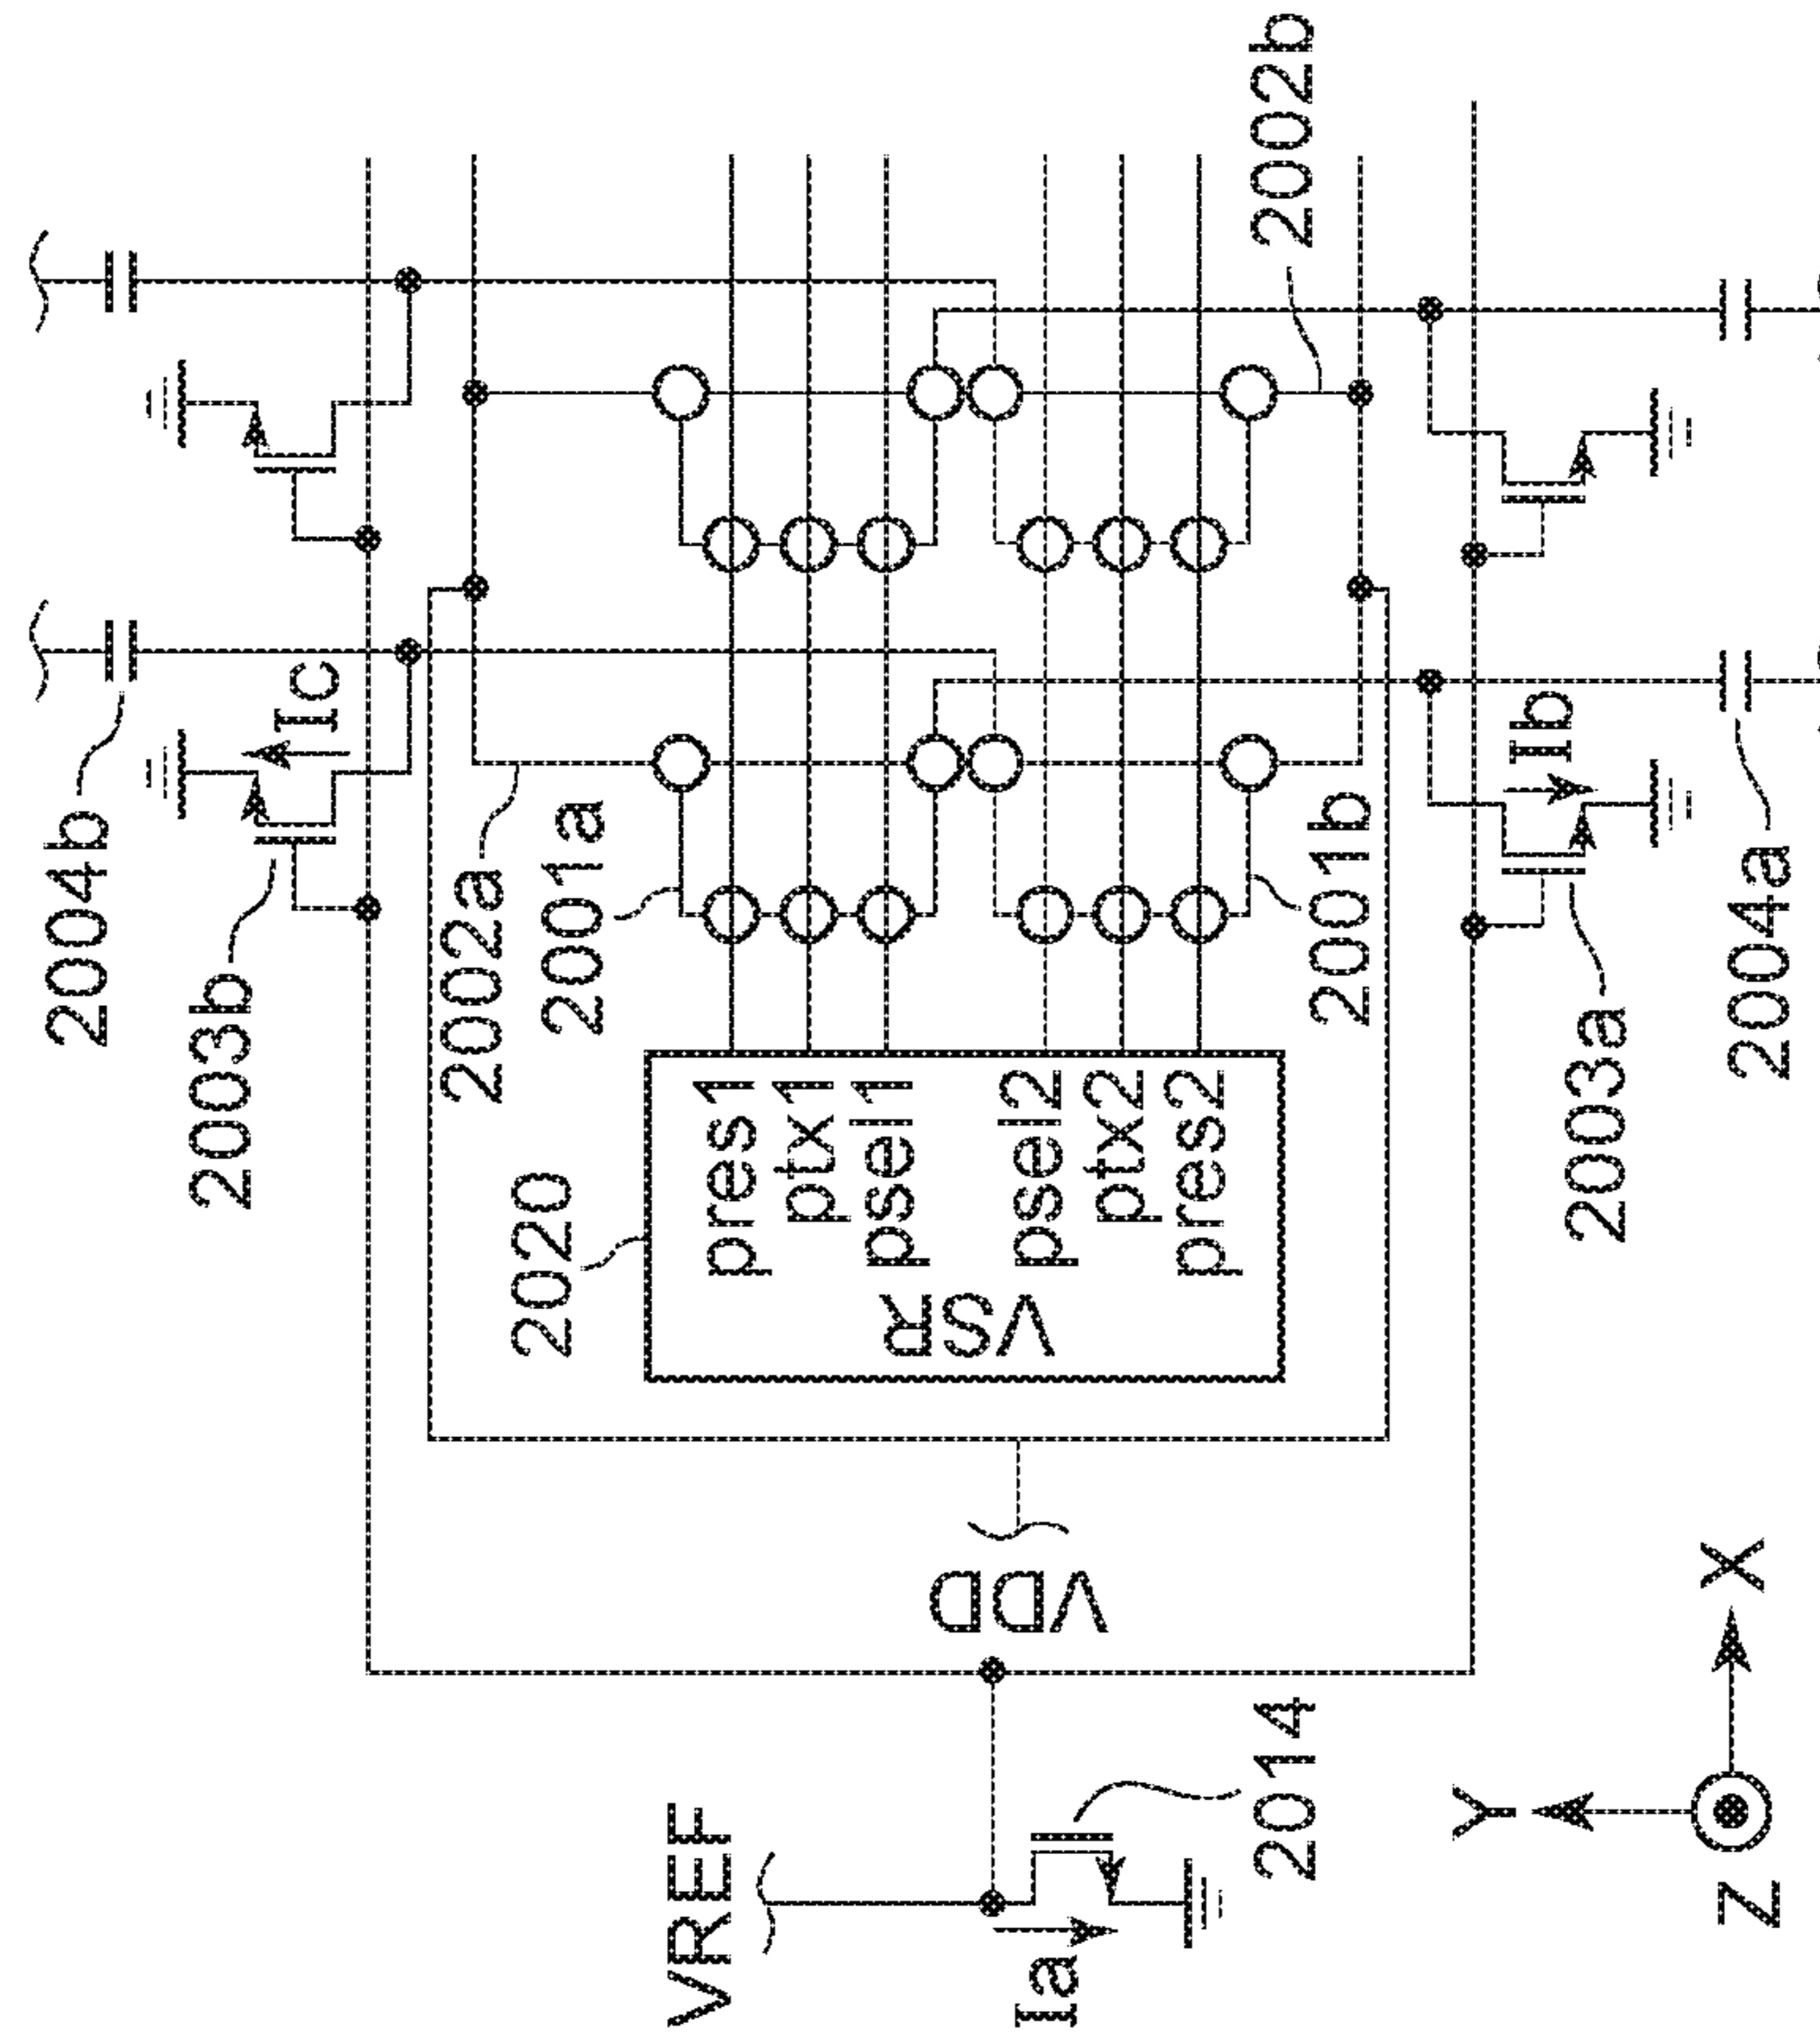 2004b
2003b
Ic
2002a
2001a
2002b
2020
pres1
ptx1
psel1
psel2
ptx2
pres2
VSR
2001b
VDD
VREF
Ia
2014
Ib
2003a
2004a
Y
X
Z